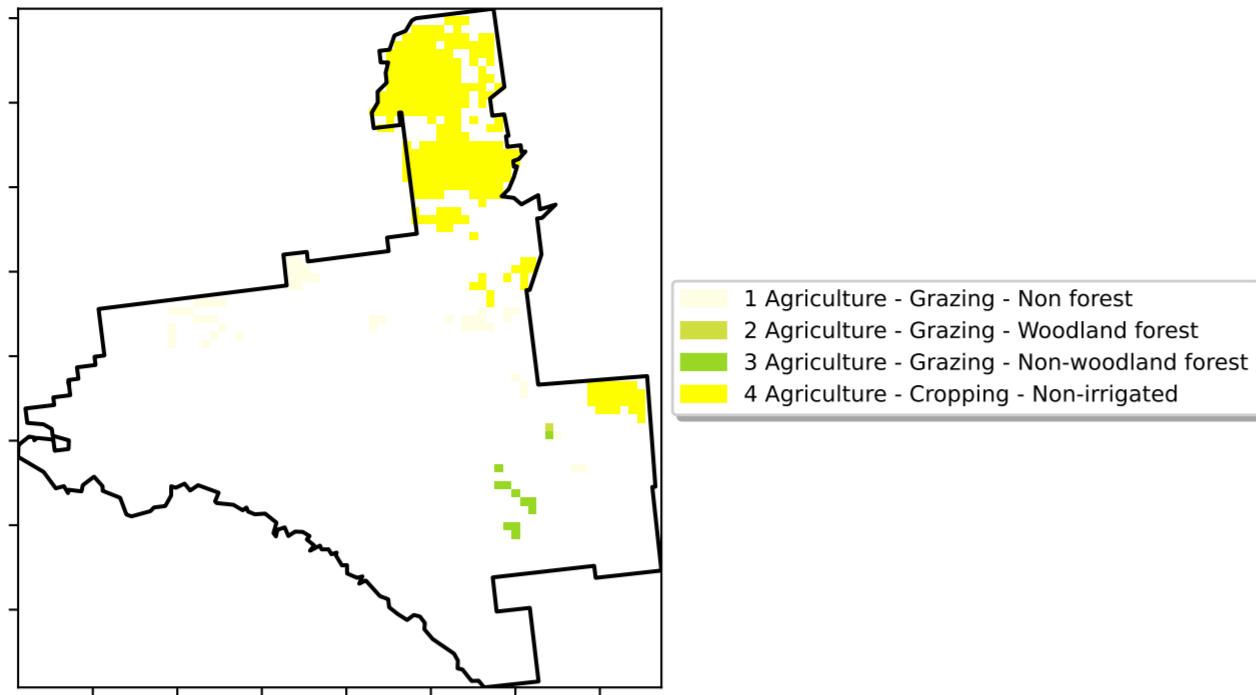 1 Agriculture - Grazing - Non forest
2 Agriculture - Grazing - Woodland forest
3 Agriculture - Grazing - Non-woodland forest
4 Agriculture - Cropping - Non-irrigated